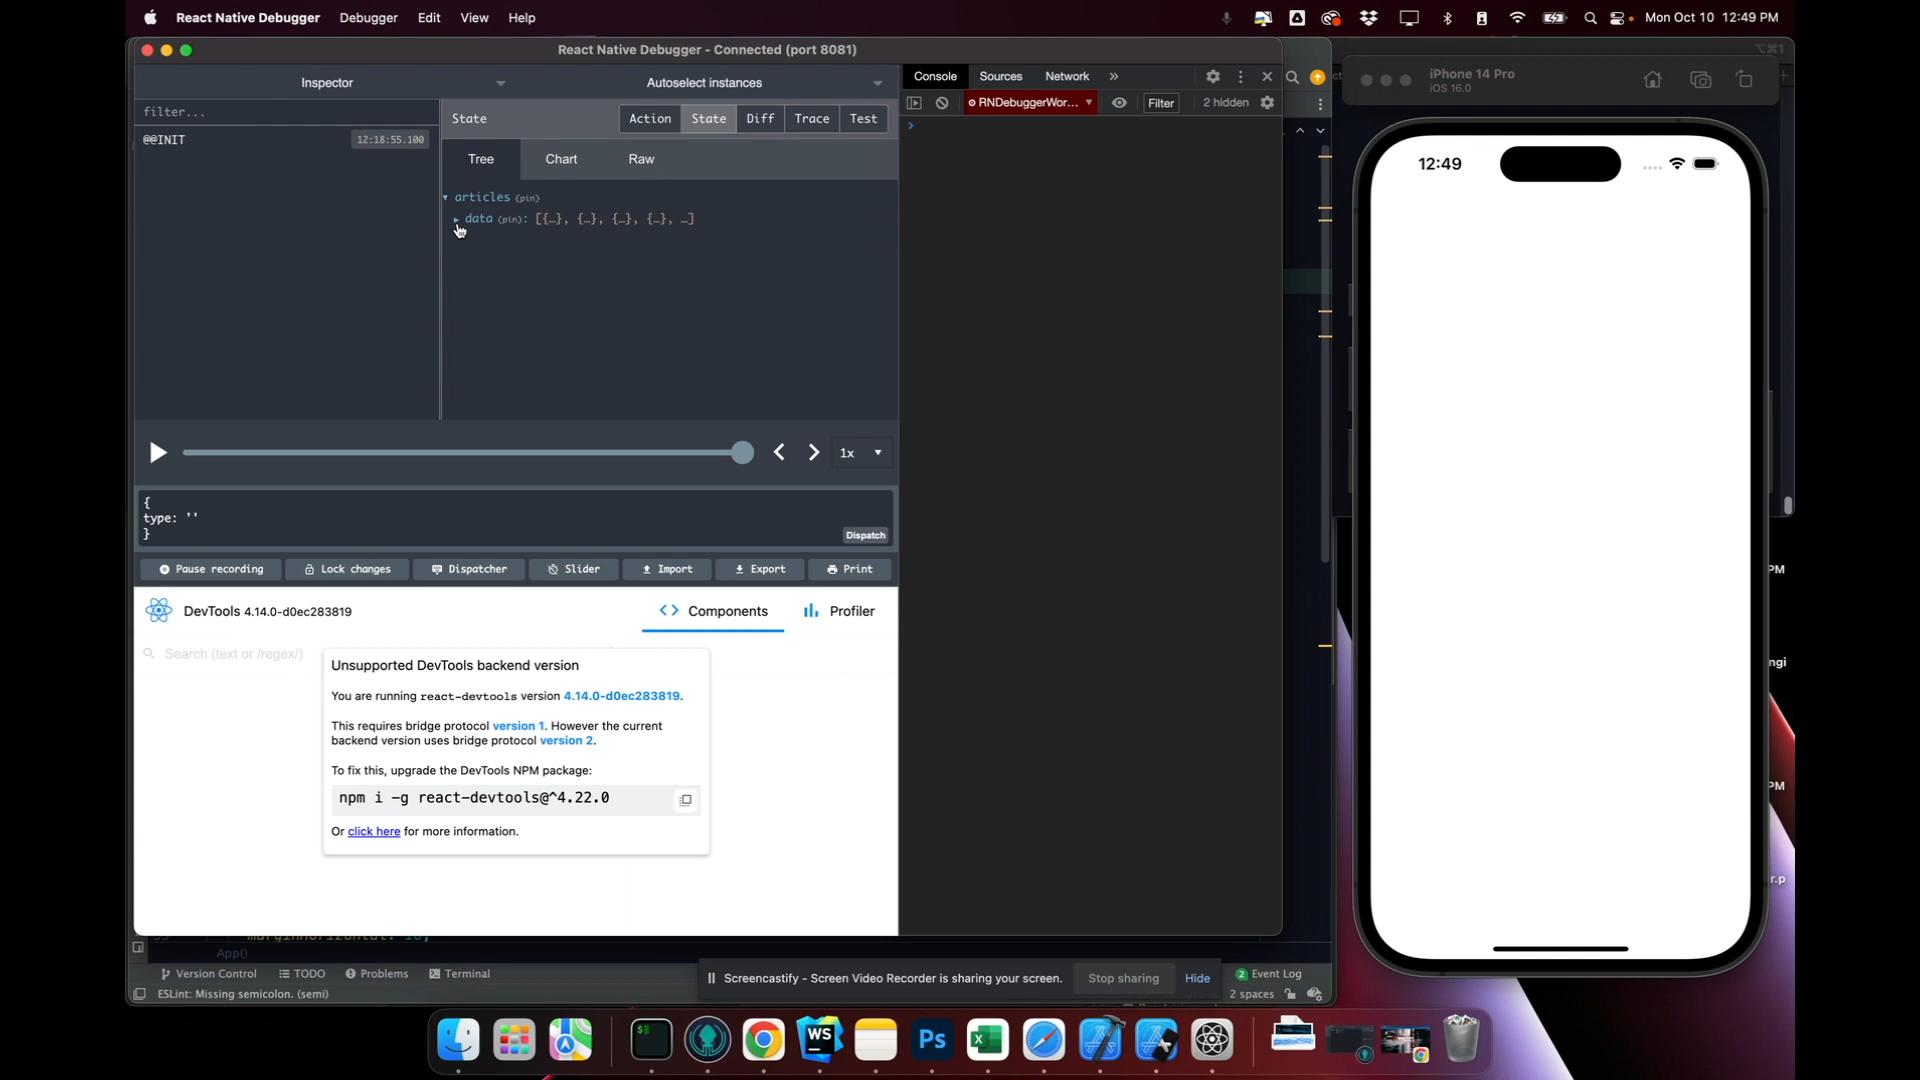 React Native Debugger Debugger Edit View Help
Mon Oct 10 12:49 PM
React Native Debugger - Connected (port 8081)
⌥⌘1
Inspector
Autoselect instances
Console Sources Network »
iPhone 14 Pro
iOS 16.0
filter...
State
Action State Diff Trace Test
RNDebuggerWor...
Filter
2 hidden
@@INIT
12:18:55.100
Tree Chart Raw
12:49
articles (pin)
data (pin): [{…}, {…}, {…}, {…}, …]
1x
{
type: ''
}
Dispatch
Pause recording Lock changes Dispatcher Slider Import Export Print
DevTools 4.14.0-d0ec283819
Components Profiler
Search (text or /regex/)
Unsupported DevTools backend version
You are running react-devtools version 4.14.0-d0ec283819.
This requires bridge protocol version 1. However the current
backend version uses bridge protocol version 2.
To fix this, upgrade the DevTools NPM package:
npm i -g react-devtools@^4.22.0
Or click here for more information.
PM
ngi
PM
r.p
App()
Version Control TODO Problems Terminal
Screencastify - Screen Video Recorder is sharing your screen.
Stop sharing
Hide
2 Event Log
ESLint: Missing semicolon. (semi)
2 spaces
WS
Ps
X